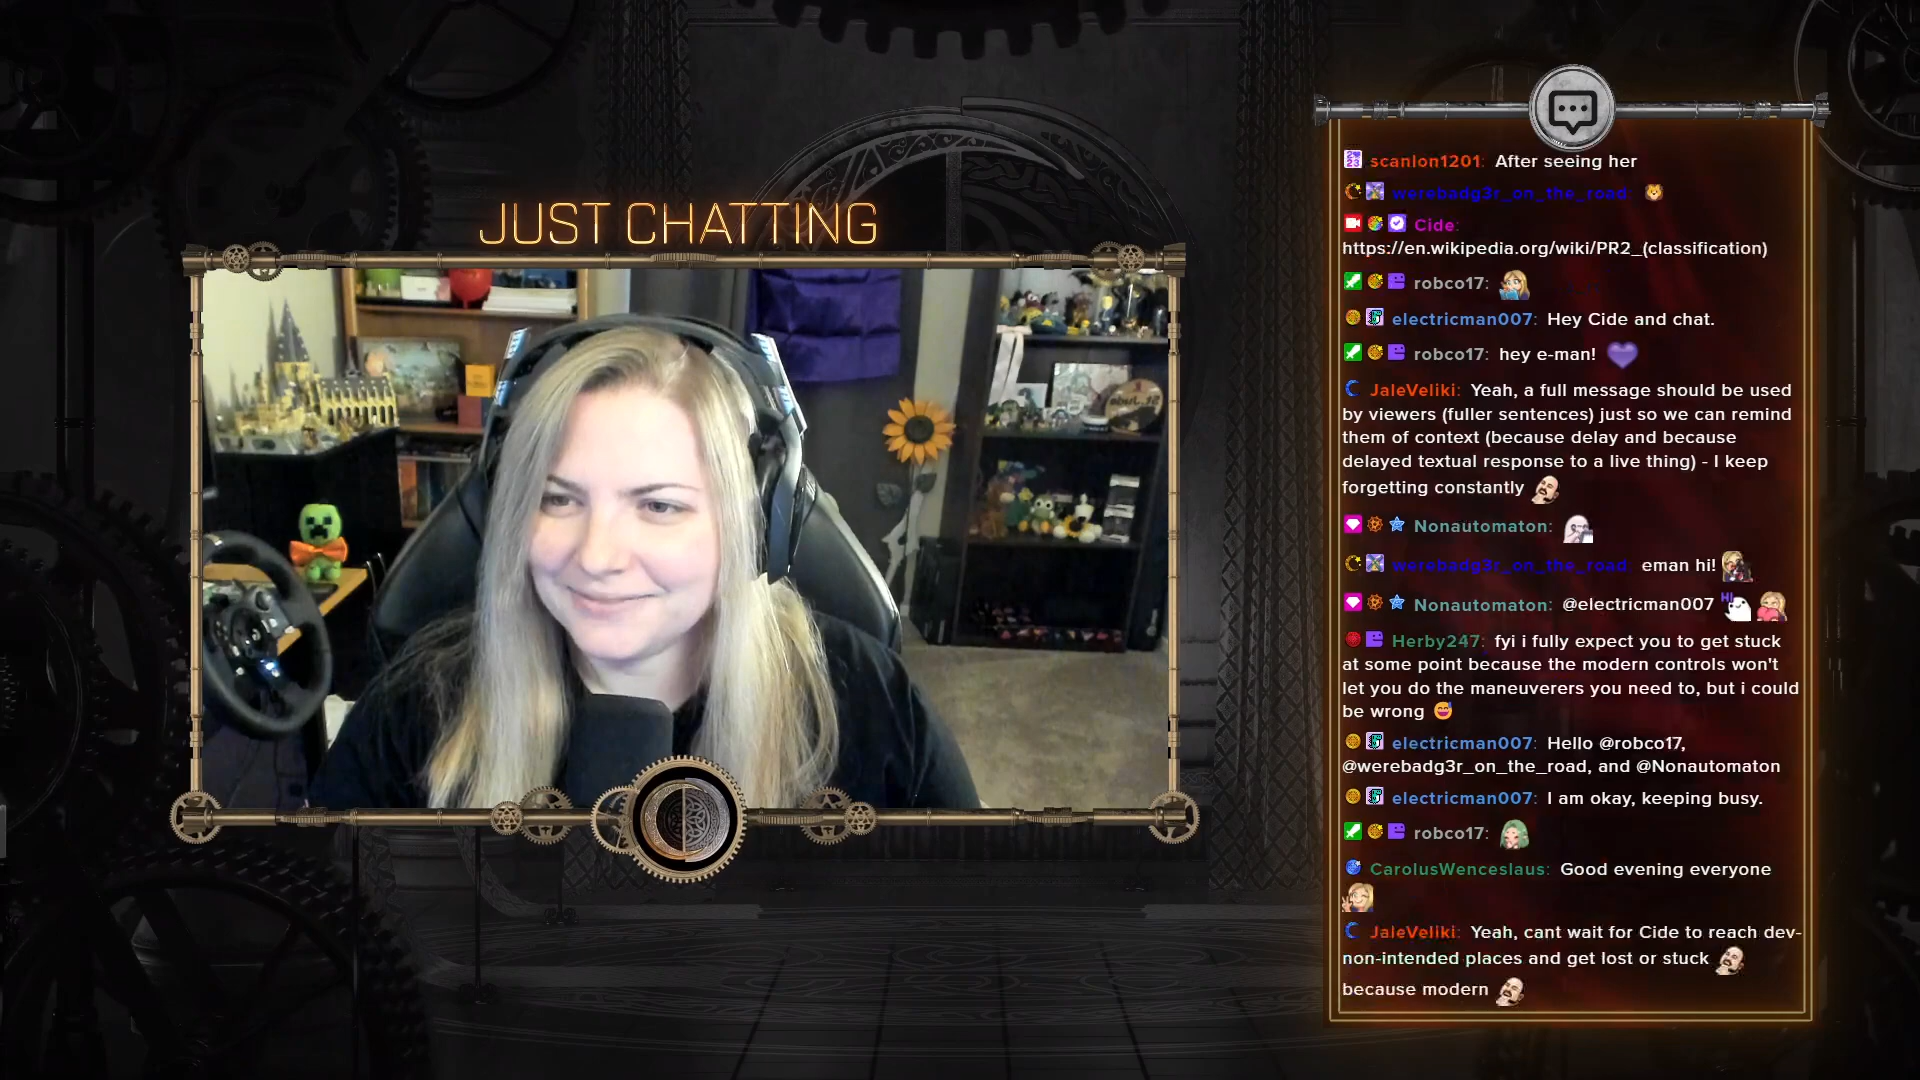 JUST CHATTING
scanlon1201: After seeing her
werebadg3r_on_the_road:
Cide:
https://en.wikipedia.org/wiki/PR2_(classification)
robco17:
electricman007: Hey Cide and chat.
robco17: hey e-man!
JaleVeliki: Yeah, a full message should be used
by viewers (fuller sentences) just so we can remind
them of context (because delay and because
delayed textual response to a live thing) - I keep
forgetting constantly
Nonautomaton:
werebadg3r_on_the_road: eman hi!
Nonautomaton: @electricman007 HI
Herby247: fyi i fully expect you to get stuck
at some point because the modern controls won't
let you do the maneuverers you need to, but i could
be wrong
electricman007: Hello @robco17,
@werebadg3r_on_the_road, and @Nonautomaton
electricman007: I am okay, keeping busy.
robco17:
CarolusWenceslaus: Good evening everyone
JaleVeliki: Yeah, cant wait for Cide to reach dev-
non-intended places and get lost or stuck
because modern